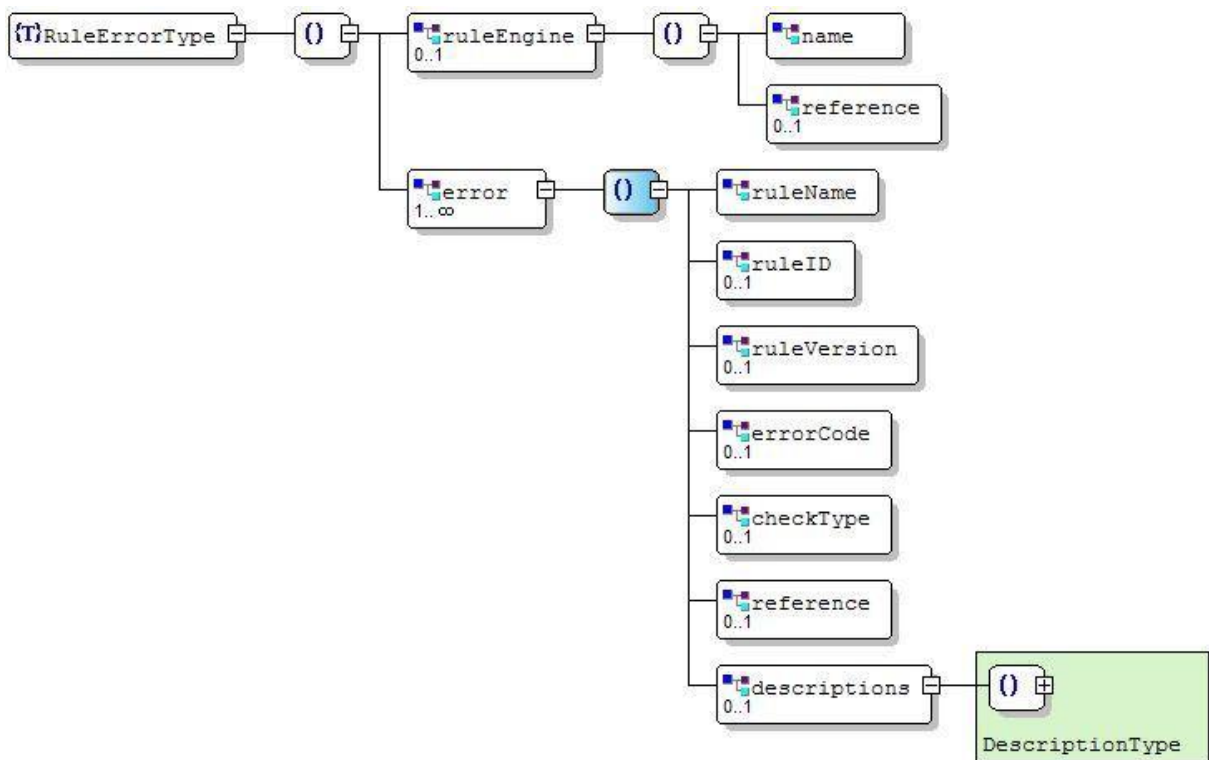 {T}RuleErrorType
()
ruleEngine
0..1
()
name
reference
0..1
error
1..∞
()
ruleName
ruleID
0..1
ruleVersion
0..1
errorCode
0..1
checkType
0..1
reference
0..1
descriptions
0..1
()
DescriptionType